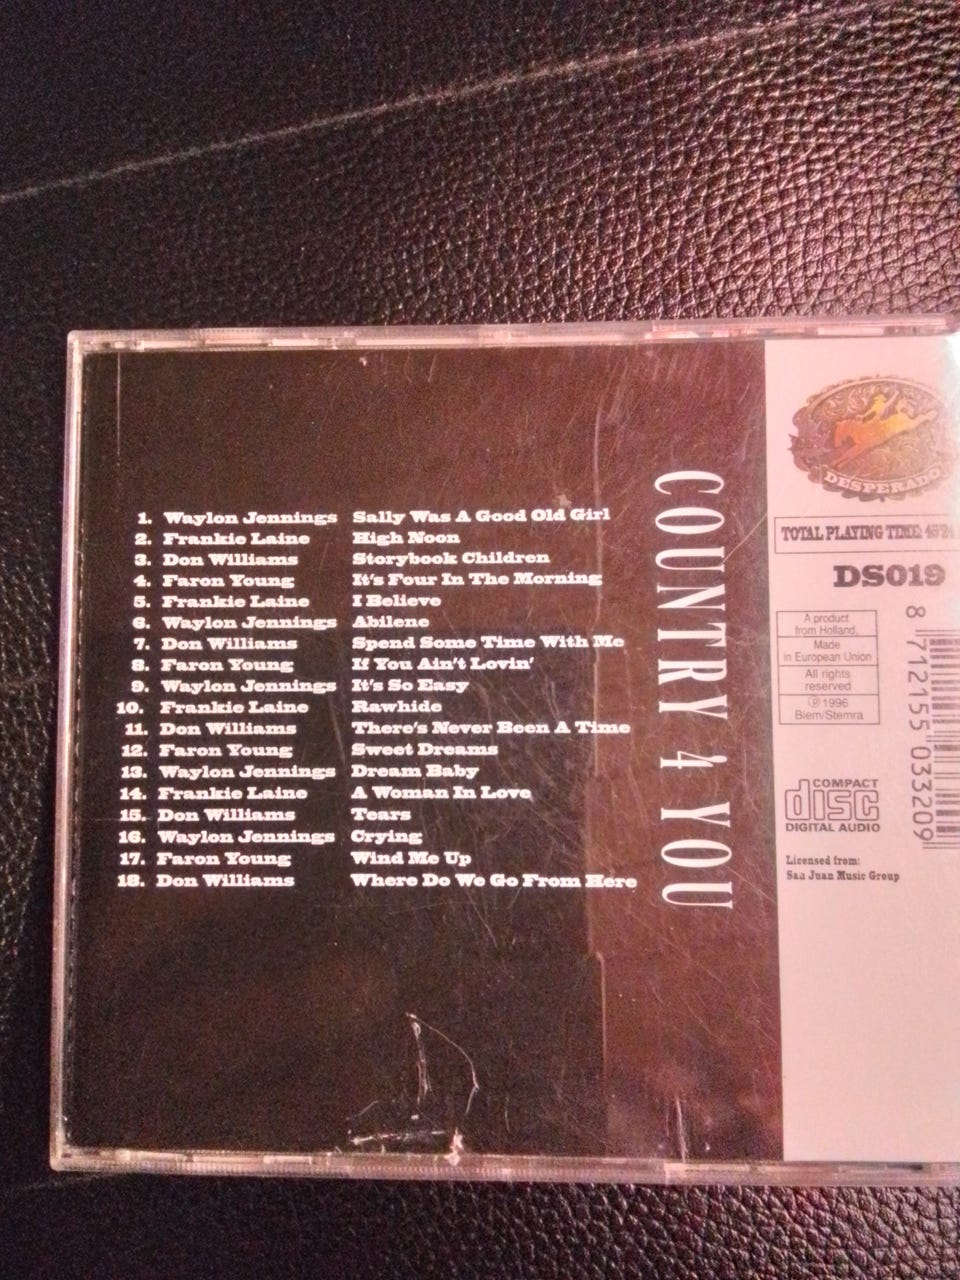 1. Waylon Jennings Sally Was A Good Old Girl
2. Frankie Laine High Noon
3. Don Williams Storybook Children
4. Faron Young It's Four In The Morning
5. Frankie Laine I Believe
6. Waylon Jennings Abilene
7. Don Williams Spend Some Time With Me
8. Faron Young If You Ain't Lovin'
9. Waylon Jennings It's So Easy
10. Frankie Laine Rawhide
11. Don Williams There's Never Been A Time
12. Faron Young Sweet Dreams
13. Waylon Jennings Dream Baby
14. Frankie Laine A Woman In Love
15. Don Williams Tears
16. Waylon Jennings Crying
17. Faron Young Wind Me Up
18. Don Williams Where Do We Go From Here
COUNTRY 4 YOU
DESPERADO
TOTAL PLAYING TIME:
DS019
A product
from Holland,
Made
in European Union
All rights
reserved
℗ 1996
Biem/Stemra
8 712155 033209
COMPACT
disc
DIGITAL AUDIO
Licensed from:
San Juan Music Group